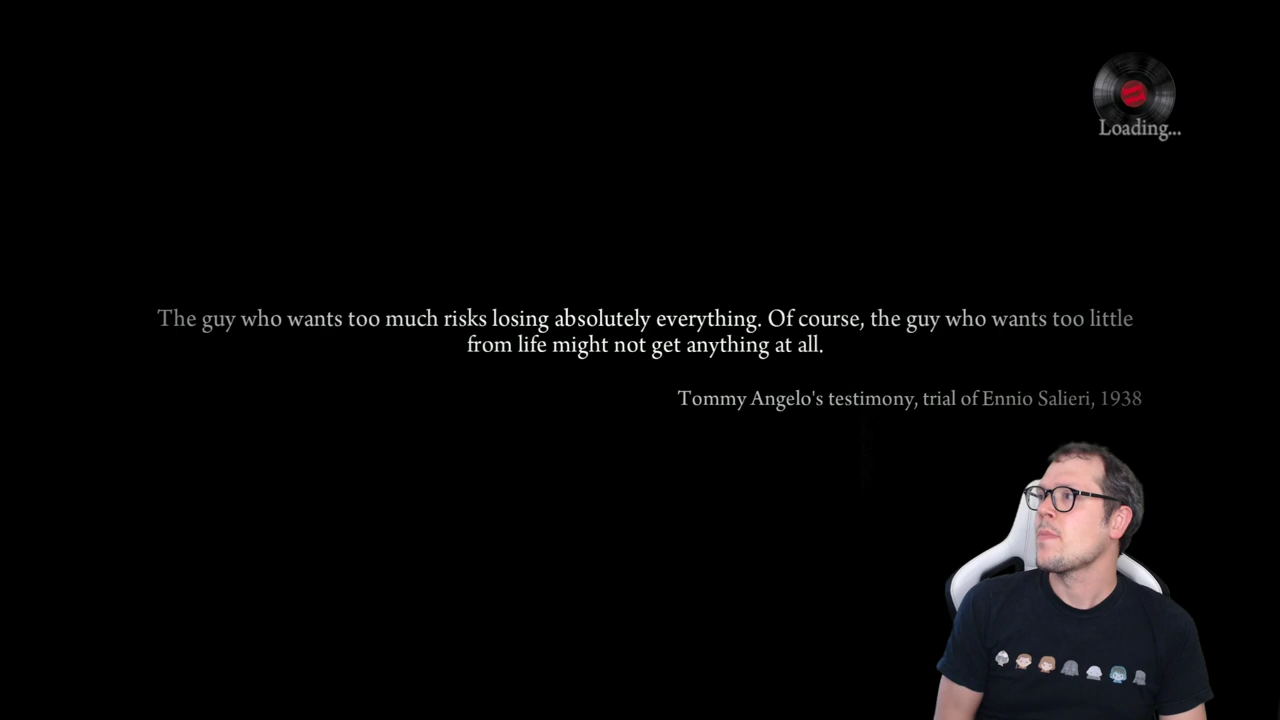 Loading...
The guy who wants too much risks losing absolutely everything. Of course, the guy who wants too little
from life might not get anything at all.
Tommy Angelo's testimony, trial of Ennio Salieri, 1938